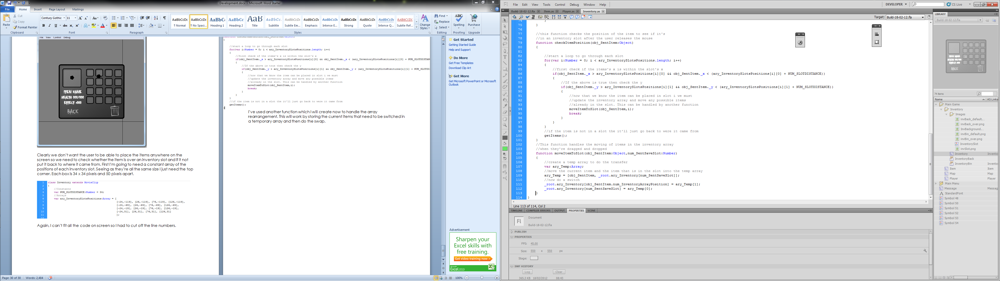 Development.docx - Microsoft Word Starter
File Home Insert Page Layout Mailings
Cut
Copy
Format Painter
Paste
Clipboard
Century Gothic 11
Font
Paragraph
AaBbCcDc AaBbCcDc AaBbC AaBbCc AaB AaBbCc. AaBbCcDc AaBbCcDc AaBbCcDc AaBbCcDc AaBbCcDc AaBbCcDc AABBCCDC
¶ Normal ¶ No Spaci... Heading 1 Heading 2 Title Subtitle Subtle Em... Emphasis Intense E... Strong Quote Intense Q... Subtle Ref...
Styles
Change Styles
Find
Replace
Select
Editing
Spelling
Proofing
Purchase
Upgrade
File View Control Debug
ITEM NAME
HEALTH 000/000
EFFECT +000
BACK
Clearly we don't want the user to be able to place the items anywhere on the
screen so we need to check whether the item is over an inventory slot and if it not
put it back to where it came from. First I'm going to need a constant array of the
positions of each inventory slot. Seeing as they're all the same size I just need the top
corner. Each box is 34 x 34 pixels and 50 pixels apart.
1 class Inventory extends MovieClip
2 {
3 //Constants
4 var NUM_SLOTDISTANCE:Number = 34;
5 //Arrays
6 var ary_InventorySlotsPositions:Array = [
7 [-24,-119], [26,-119], [76,-119], [126,-119],
8 [-24,-69], [26,-69], [76,-69], [126,-69],
9 [-24,-19], [26,-19], [76,-19], [126,-19],
10 [-24,31], [26,31], [76,31], [126,31]
11 ];
Again, I can't fit all the code on screen so I had to cut off the line numbers.
function checkItemPosition(obj_SentItem:Object)
{
//start a loop to go through each slot
for(var i:Number = 0; i < ary_InventorySlotsPositions.length; i++)
{
//first check if the items's x is within the slot's x
if(obj_SentItem._x > ary_InventorySlotsPositions[i][0] && obj_SentItem._x < (ary_InventorySlotsPositions[i][0] + NUM_SLOTDISTAN
{
//If the above is true then check the y
if(obj_SentItem._y > ary_InventorySlotsPositions[i][1] && obj_SentItem._y < (ary_InventorySlotsPositions[i][1] + NUM_SLOTDI
{
//now that we know the item can be placed in slot i we must
//update the inventory array and move any possible items
//already in the slot. This can be handled by another function
moveItemToSlot(obj_SentItem,i);
break;
}
}
}
//if the item is not in a slot the it'll just go back to were it came from
getItems();
}
I've used another function which I will create now to handle the array
rearrangement. This will work by storing the current items that need to be switched in
a temporary array and then do the swap.
Get Started
Getting Started Guide
Help and Support
Do More
Get Free Templates
Download Clip Art
Get More
Get Microsoft PowerPoint or Microsoft
Outlook
Advertisement
Sharpen your
Excel skills with
free training.
Get video training now >
Excel 2010
Page: 30 of 30 Words: 2,484
100%
Fl File Edit View Tools Control Debug Window Help
DEVELOPER
CS Live
Build-18-02-12.fla Item.as Player.as Inventory.as
Target: Build-18-02-12.fla
74 }
75 }
76
77 //this function checks the position of the item to see if it's
78 //in an inventory slot after the user releases the mouse
79 function checkItemPosition(obj_SentItem:Object)
80 {
81
82 //start a loop to go through each slot
83 for(var i:Number = 0; i < ary_InventorySlotsPositions.length; i++)
84 {
85 //first check if the items's x is within the slot's x
86 if(obj_SentItem._x > ary_InventorySlotsPositions[i][0] && obj_SentItem._x < (ary_InventorySlotsPositions[i][0] + NUM_SLOTDISTANCE))
87 {
88 //If the above is true then check the y
89 if(obj_SentItem._y > ary_InventorySlotsPositions[i][1] && obj_SentItem._y < (ary_InventorySlotsPositions[i][1] + NUM_SLOTDISTANCE))
90 {
91 //now that we know the item can be placed in slot i we must
92 //update the inventory array and move any possible items
93 //already in the slot. This can be handled by another function
94 moveItemToSlot(obj_SentItem,i);
95 break;
96 }
97 }
98 }
99 //if the item is not in a slot the it'll just go back to were it came from
100 getItems();
101 }
102 //This function handles the moving of items in the inventory array
103 //when they're dragged and dropped
104 function moveItemToSlot(obj_SentItem:Object,num_SentSaveSlot:Number)
105 {
106 //create a temp array to do the transfer
107 var ary_Temp:Array;
108 //move the current item and the item that is in the slot into the temp array
109 ary_Temp = [obj_SentItem, _root.ary_Inventory[num_SentSaveSlot]];
110 //now do a switch
111 _root.ary_Inventory[obj_SentItem.num_InventoryArrayPosition] = ary_Temp[1];
112 _root.ary_Inventory[num_SentSaveSlot] = ary_Temp[0];
113 }
114 }
Line 113 of 114, Col 2
TIMELINE COMPILER ERRORS OUTPUT PROPERTIES SCENE
Fl
Document
Build-18-02-12.fla
PUBLISH
PROPERTIES
FPS: 45.00
Size: 550 x 550 px
Stage:
SWF HISTORY
Log Clear
365.3 KB 18/02/2012 08:43
LIBRARY
Build-18-02-12.fla
ITEM NAME
HEALTH 000/000
EFFECT +000
BACK
74 items
Name AS Linka
Main Game
Inventory
Images
invBack_default....
invBack_over.png
InvBackground....
invBin_default.png
invBin_over.png
InventorySlot
invSlot.png
Inventory Invento
InventoryBack
InventoryBin Invento
Item Item
Map Map
Player Player
Main Menu
Message Messag
StandardFont
Symbol 48
Symbol 50
Symbol 51
Symbol 52
Symbol 53
Symbol 54